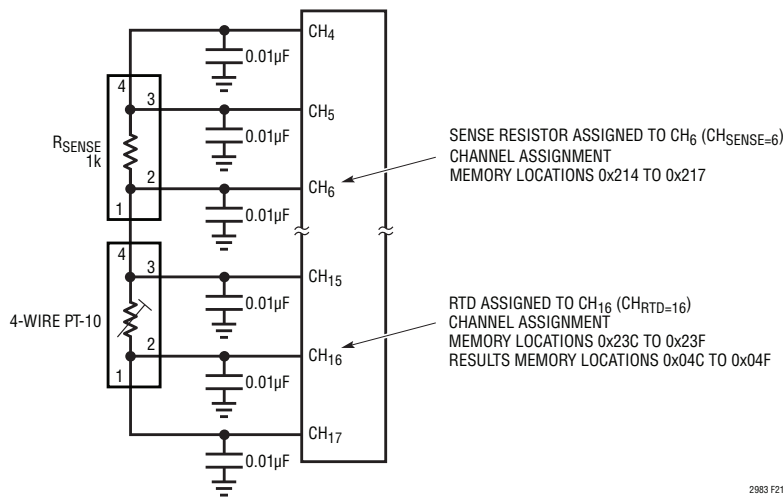 CH4
0.01µF
4
3
CH5
0.01µF
RSENSE
1k
2
CH6
1
0.01µF
SENSE RESISTOR ASSIGNED TO CH6 (CHSENSE=6)
CHANNEL ASSIGNMENT
MEMORY LOCATIONS 0x214 TO 0x217
4
3
CH15
0.01µF
4-WIRE PT-10
2
CH16
1
0.01µF
RTD ASSIGNED TO CH16 (CHRTD=16)
CHANNEL ASSIGNMENT
MEMORY LOCATIONS 0x23C TO 0x23F
RESULTS MEMORY LOCATIONS 0x04C TO 0x04F
CH17
0.01µF
2983 F21